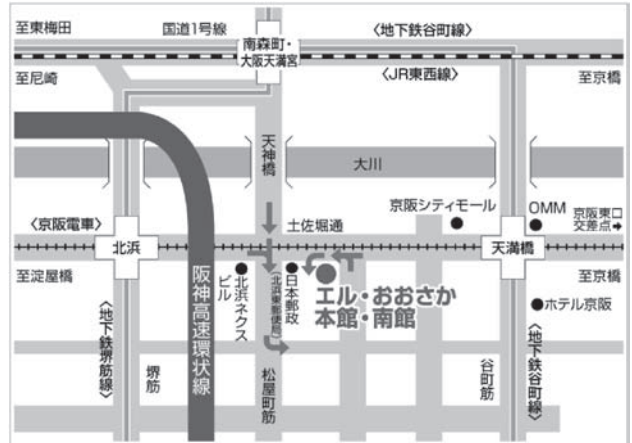 至東梅田
国道1号線
〈地下鉄谷町線〉
南森町・
大阪天満宮
至尼崎
〈JR東西線〉
至京橋
天神橋
大川
京阪シティモール
OMM
京阪東口
交差点➡
〈京阪電車〉
北浜
土佐堀通
天満橋
至淀屋橋
阪神高速環状線
北浜ネクス
ビル
日本郵政
(北浜東郵便局)
エル・おおさか
本館・南館
至京橋
ホテル京阪
〈地下鉄堺筋線〉
堺筋
松屋町筋
谷町筋
〈地下鉄谷町線〉